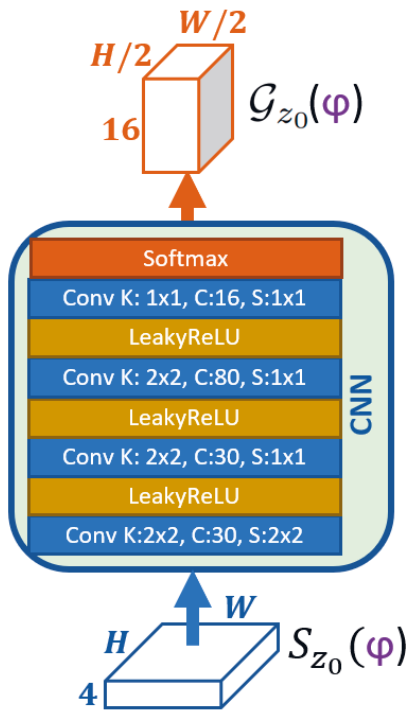 W/2
H/2
16
𝒢z₀(φ)
Softmax
Conv K: 1x1, C:16, S:1x1
LeakyReLU
Conv K: 2x2, C:80, S:1x1
LeakyReLU
Conv K: 2x2, C:30, S:1x1
LeakyReLU
Conv K:2x2, C:30, S:2x2
CNN
W
H
4
Sz₀(φ)